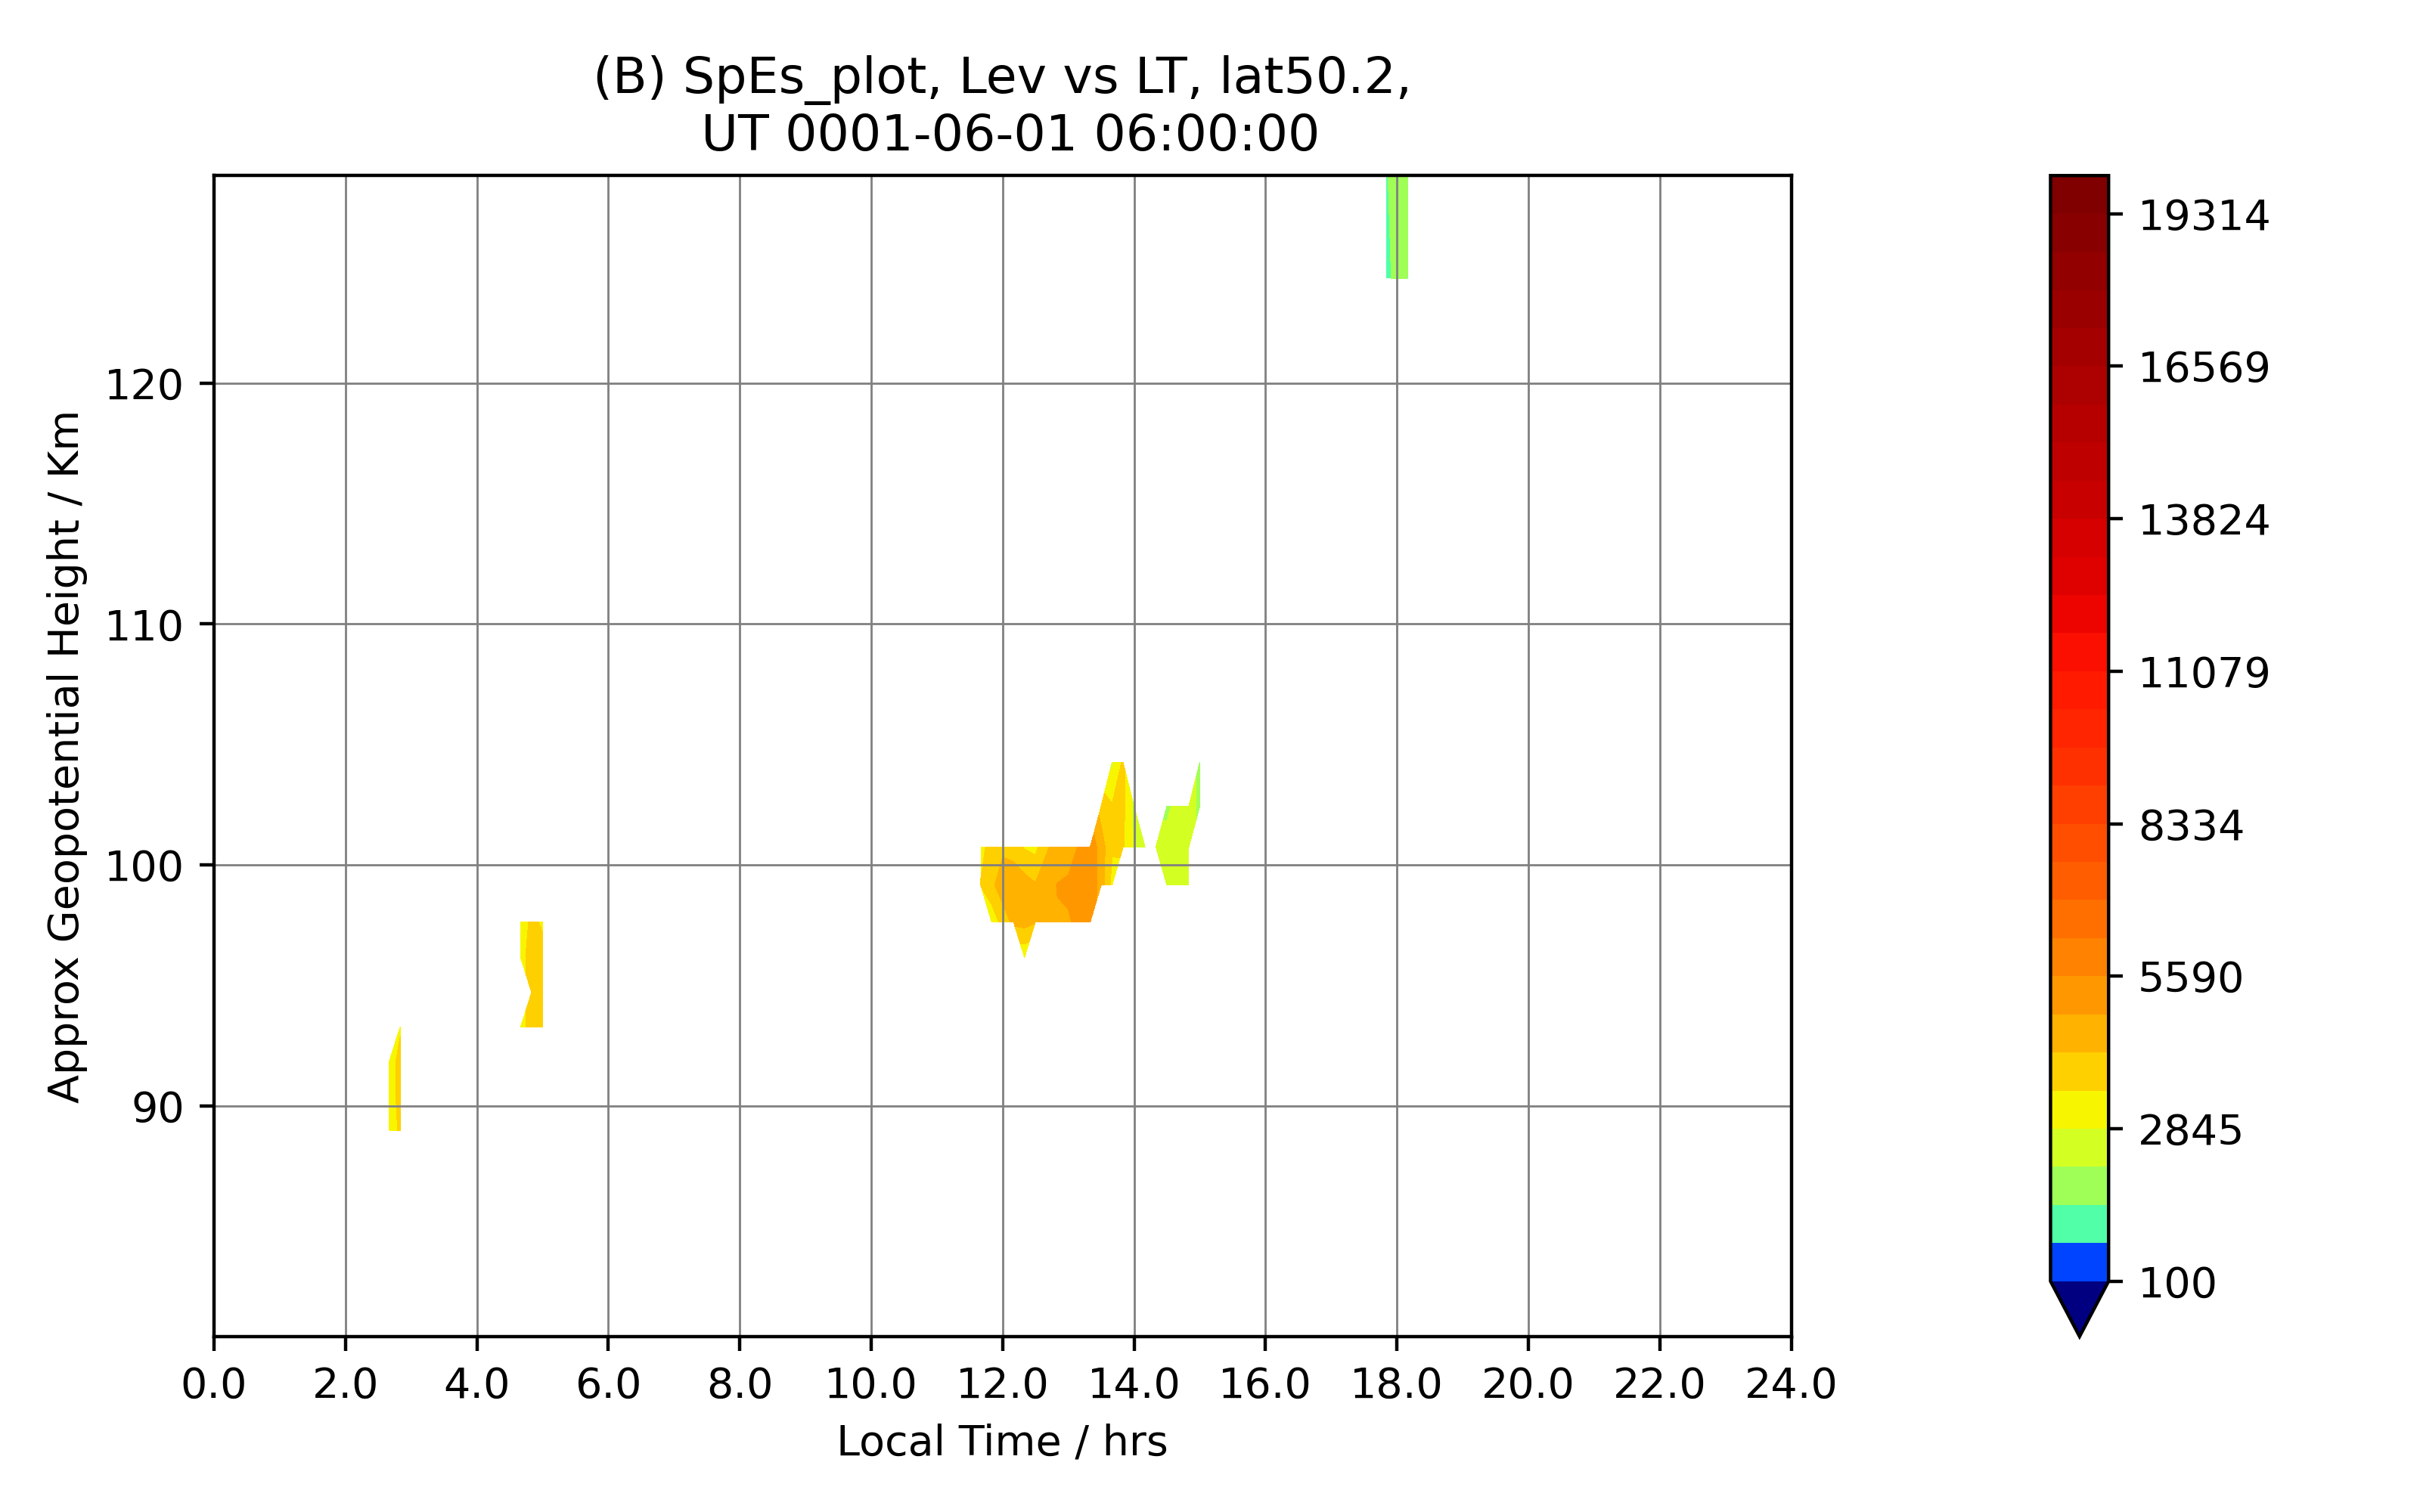 (B) SpEs_plot, Lev vs LT, lat50.2,
UT 0001-06-01 06:00:00
Approx Geopotential Height / Km
120
110
100
90
0.0 2.0 4.0 6.0 8.0 10.0 12.0 14.0 16.0 18.0 20.0 22.0 24.0
Local Time / hrs
19314
16569
13824
11079
8334
5590
2845
100